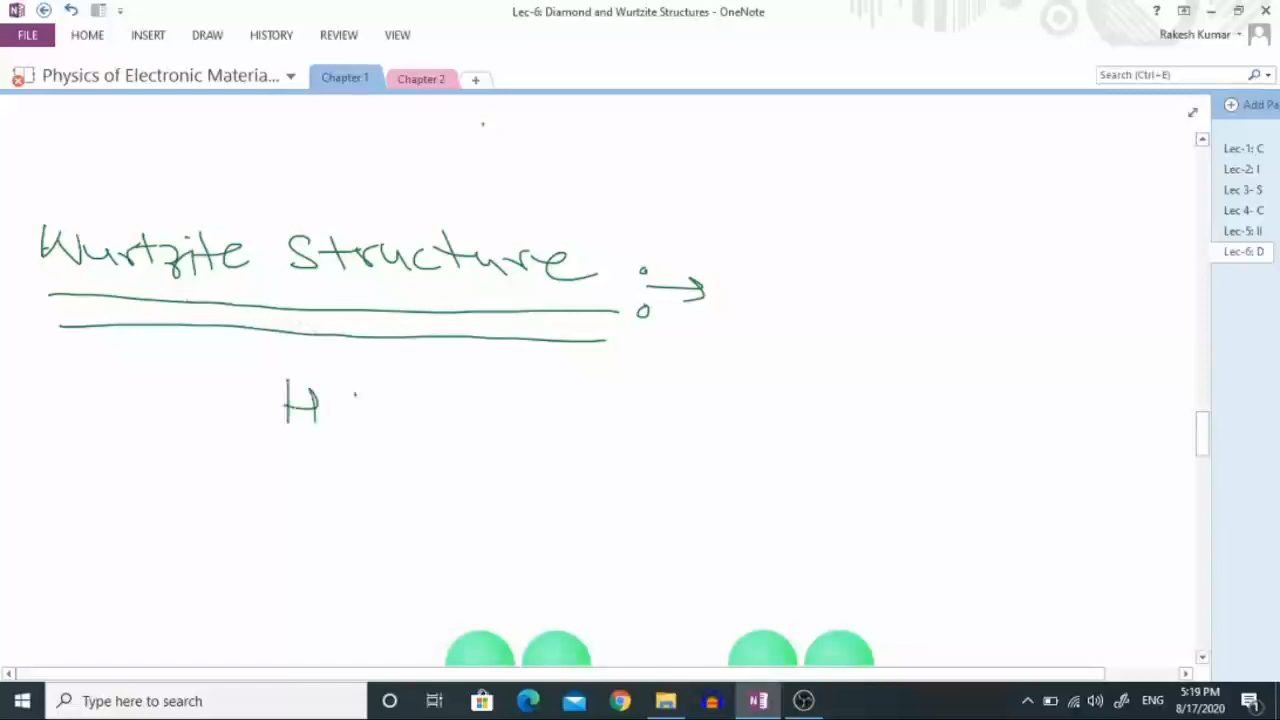 Lec-6: Diamond and Wurtzite Structures - OneNote
FILE HOME INSERT DRAW HISTORY REVIEW VIEW
Rakesh Kumar
Physics of Electronic Materia... Chapter 1 Chapter 2
Search (Ctrl+E)
Add Pa
Lec-1: C
Lec-2: I
Lec 3- S
Lec 4- C
Lec-5: II
Lec-6: D
Wurtzite Structure :→
H
Type here to search
ENG
5:19 PM
8/17/2020